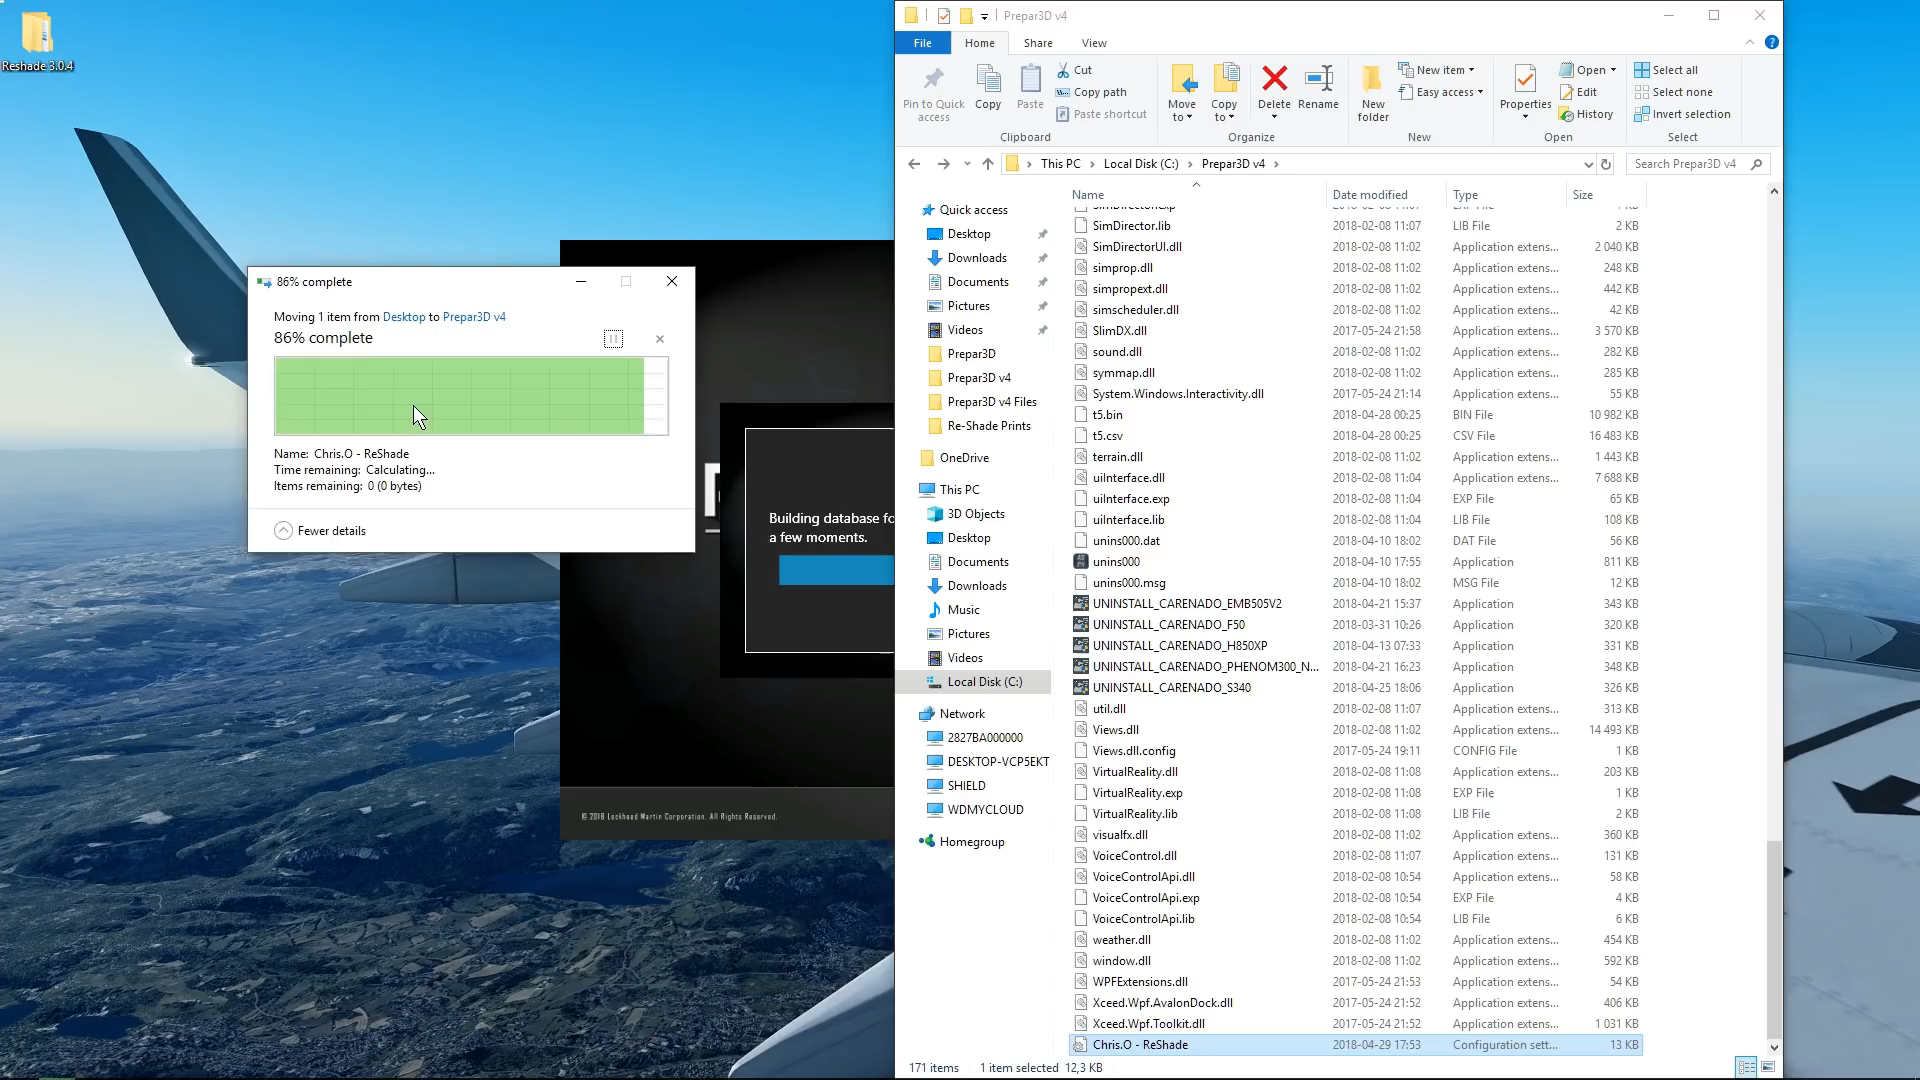 Reshade 3.0.4
86% complete
Moving 1 item from Desktop to Prepar3D v4
86% complete
Name: Chris.O - ReShade
Time remaining: Calculating...
Items remaining: 0 (0 bytes)
Fewer details
Building database fo
a few moments.
© 2018 Lockheed Martin Corporation. All Rights Reserved.
Prepar3D v4
File Home Share View
Pin to Quick access
Copy
Paste
Cut
Copy path
Paste shortcut
Clipboard
Move to
Copy to
Delete
Rename
Organize
New folder
New item
Easy access
New
Properties
Open
Edit
History
Open
Select all
Select none
Invert selection
Select
This PC > Local Disk (C:) > Prepar3D v4 >
Search Prepar3D v4
Quick access
Desktop
Downloads
Documents
Pictures
Videos
Prepar3D
Prepar3D v4
Prepar3D v4 Files
Re-Shade Prints
OneDrive
This PC
3D Objects
Desktop
Documents
Downloads
Music
Pictures
Videos
Local Disk (C:)
Network
2827BA000000
DESKTOP-VCP5EKT
SHIELD
WDMYCLOUD
Homegroup
Name Date modified Type Size
SimDirector.lib 2018-02-08 11:07 LIB File 2 KB
SimDirectorUI.dll 2018-02-08 11:02 Application extens... 2 040 KB
simprop.dll 2018-02-08 11:02 Application extens... 248 KB
simpropext.dll 2018-02-08 11:02 Application extens... 442 KB
simscheduler.dll 2018-02-08 11:02 Application extens... 42 KB
SlimDX.dll 2017-05-24 21:58 Application extens... 3 570 KB
sound.dll 2018-02-08 11:02 Application extens... 282 KB
symmap.dll 2018-02-08 11:02 Application extens... 285 KB
System.Windows.Interactivity.dll 2017-05-24 21:14 Application extens... 55 KB
t5.bin 2018-04-28 00:25 BIN File 10 982 KB
t5.csv 2018-04-28 00:25 CSV File 16 483 KB
terrain.dll 2018-02-08 11:02 Application extens... 1 443 KB
uiInterface.dll 2018-02-08 11:04 Application extens... 7 688 KB
uiInterface.exp 2018-02-08 11:04 EXP File 65 KB
uiInterface.lib 2018-02-08 11:04 LIB File 108 KB
unins000.dat 2018-04-10 18:02 DAT File 56 KB
unins000 2018-04-10 17:55 Application 811 KB
unins000.msg 2018-04-10 18:02 MSG File 12 KB
UNINSTALL_CARENADO_EMB505V2 2018-04-21 15:37 Application 343 KB
UNINSTALL_CARENADO_F50 2018-03-31 10:26 Application 320 KB
UNINSTALL_CARENADO_H850XP 2018-04-13 07:33 Application 331 KB
UNINSTALL_CARENADO_PHENOM300_N... 2018-04-21 16:23 Application 348 KB
UNINSTALL_CARENADO_S340 2018-04-25 18:06 Application 326 KB
util.dll 2018-02-08 11:07 Application extens... 313 KB
Views.dll 2018-02-08 11:02 Application extens... 14 493 KB
Views.dll.config 2017-05-24 19:11 CONFIG File 1 KB
VirtualReality.dll 2018-02-08 11:08 Application extens... 203 KB
VirtualReality.exp 2018-02-08 11:08 EXP File 1 KB
VirtualReality.lib 2018-02-08 11:08 LIB File 2 KB
visualfx.dll 2018-02-08 11:02 Application extens... 360 KB
VoiceControl.dll 2018-02-08 11:07 Application extens... 131 KB
VoiceControlApi.dll 2018-02-08 10:54 Application extens... 58 KB
VoiceControlApi.exp 2018-02-08 10:54 EXP File 4 KB
VoiceControlApi.lib 2018-02-08 10:54 LIB File 6 KB
weather.dll 2018-02-08 11:02 Application extens... 454 KB
window.dll 2018-02-08 11:02 Application extens... 592 KB
WPFExtensions.dll 2017-05-24 21:53 Application extens... 54 KB
Xceed.Wpf.AvalonDock.dll 2017-05-24 21:52 Application extens... 406 KB
Xceed.Wpf.Toolkit.dll 2017-05-24 21:52 Application extens... 1 031 KB
Chris.O - ReShade 2018-04-29 17:53 Configuration sett... 13 KB
171 items 1 item selected 12,3 KB